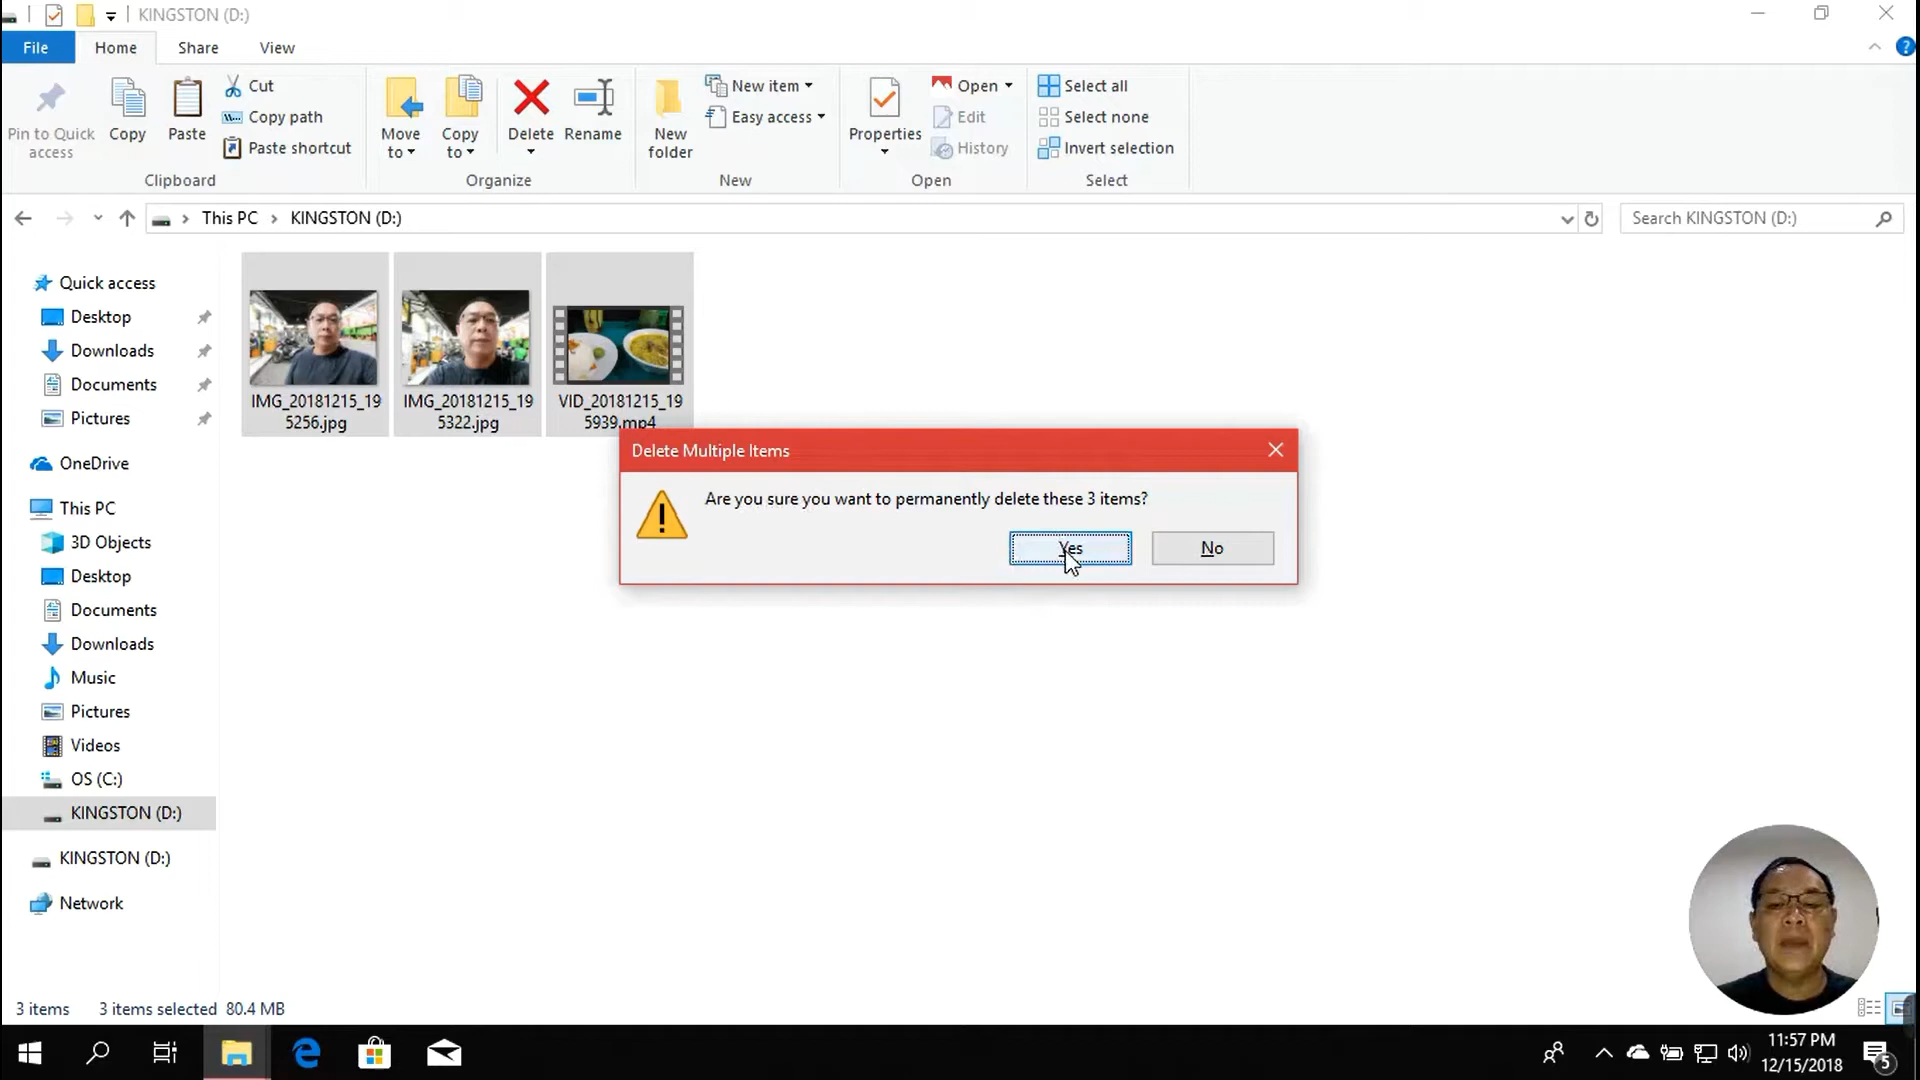 KINGSTON (D:)
File
Home
Share
View
Pin to Quick
access
Copy
Paste
Cut
Copy path
Paste shortcut
Clipboard
Move
to
Copy
to
Delete
Rename
Organize
New
folder
New item
Easy access
New
Properties
Open
Edit
History
Open
Select all
Select none
Invert selection
Select
This PC
KINGSTON (D:)
Search KINGSTON (D:)
Quick access
Desktop
Downloads
Documents
Pictures
OneDrive
This PC
3D Objects
Desktop
Documents
Downloads
Music
Pictures
Videos
OS (C:)
KINGSTON (D:)
KINGSTON (D:)
Network
IMG_20181215_19
5256.jpg
IMG_20181215_19
5322.jpg
VID_20181215_19
5939.mp4
Delete Multiple Items
Are you sure you want to permanently delete these 3 items?
Yes
No
3 items
3 items selected 80.4 MB
11:57 PM
12/15/2018
5